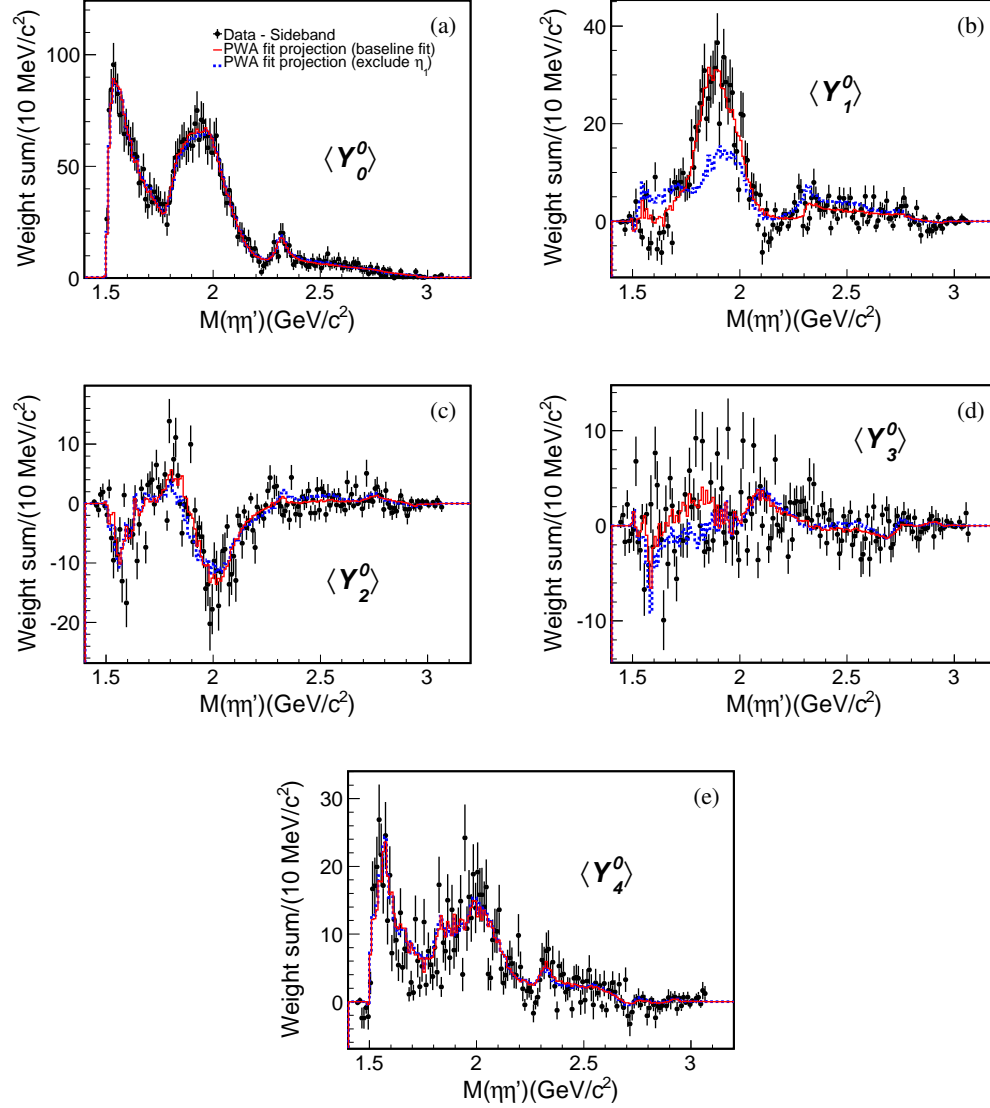 (a)
Data - Sideband
PWA fit projection (baseline fit)
PWA fit projection (exclude η1)
⟨Y₀⁰⟩
Weight sum/(10 MeV/c²)
100
50
0
1.5 2 2.5 3
M(ηη’)(GeV/c²)
(b)
⟨Y₁⁰⟩
Weight sum/(10 MeV/c²)
40
20
0
1.5 2 2.5 3
M(ηη’)(GeV/c²)
(c)
⟨Y₂⁰⟩
Weight sum/(10 MeV/c²)
10
0
-10
-20
1.5 2 2.5 3
M(ηη’)(GeV/c²)
(d)
⟨Y₃⁰⟩
Weight sum/(10 MeV/c²)
10
0
-10
1.5 2 2.5 3
M(ηη’)(GeV/c²)
(e)
⟨Y₄⁰⟩
Weight sum/(10 MeV/c²)
30
20
10
0
1.5 2 2.5 3
M(ηη’)(GeV/c²)